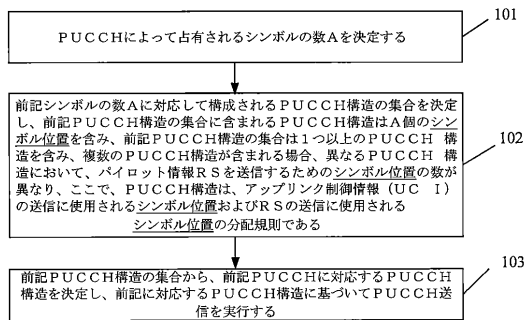 101
PUCCHによって占有されるシンボルの数Aを決定する
前記シンボルの数Aに対応して構成されるPUCCH構造の集合を決定
し、前記PUCCH構造の集合に含まれるPUCCH構造はA個のシン
ボル位置を含み、前記PUCCH構造の集合は1つ以上のPUCCH 構
造を含み、複数のPUCCH構造が含まれる場合、異なるPUCCH 構
造において、パイロット情報RSを送信するためのシンボル位置の数が
異なり、ここで、PUCCH構造は、アップリンク制御情報(UC I)
の送信に使用されるシンボル位置およびRSの送信に使用される
シンボル位置の分配規則である
102
前記PUCCH構造の集合から、前記PUCCHに対応するPUCCH
構造を決定し、前記に対応するPUCCH構造に基づいてPUCCH送
信を実行する
103